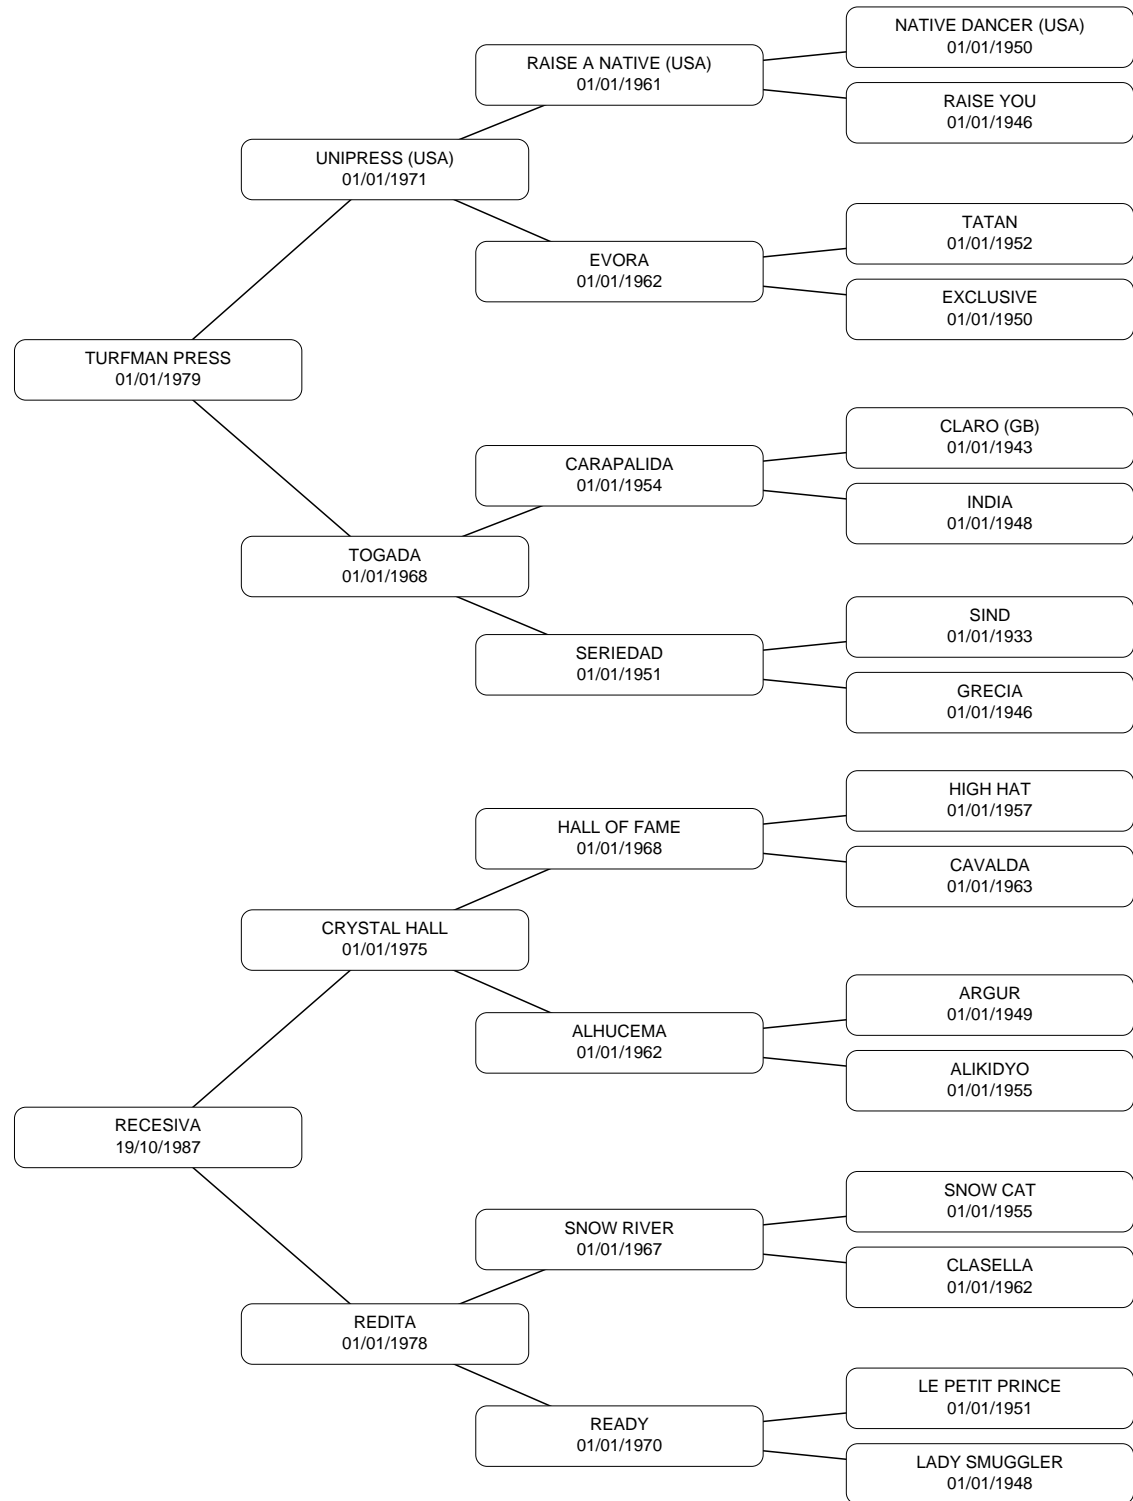 NATIVE DANCER (USA)
01/01/1950
RAISE A NATIVE (USA)
01/01/1961
RAISE YOU
01/01/1946
UNIPRESS (USA)
01/01/1971
TATAN
01/01/1952
EVORA
01/01/1962
EXCLUSIVE
01/01/1950
TURFMAN PRESS
01/01/1979
CLARO (GB)
01/01/1943
CARAPALIDA
01/01/1954
INDIA
01/01/1948
TOGADA
01/01/1968
SIND
01/01/1933
SERIEDAD
01/01/1951
GRECIA
01/01/1946
HIGH HAT
01/01/1957
HALL OF FAME
01/01/1968
CAVALDA
01/01/1963
CRYSTAL HALL
01/01/1975
ARGUR
01/01/1949
ALHUCEMA
01/01/1962
ALIKIDYO
01/01/1955
RECESIVA
19/10/1987
SNOW CAT
01/01/1955
SNOW RIVER
01/01/1967
CLASELLA
01/01/1962
REDITA
01/01/1978
LE PETIT PRINCE
01/01/1951
READY
01/01/1970
LADY SMUGGLER
01/01/1948